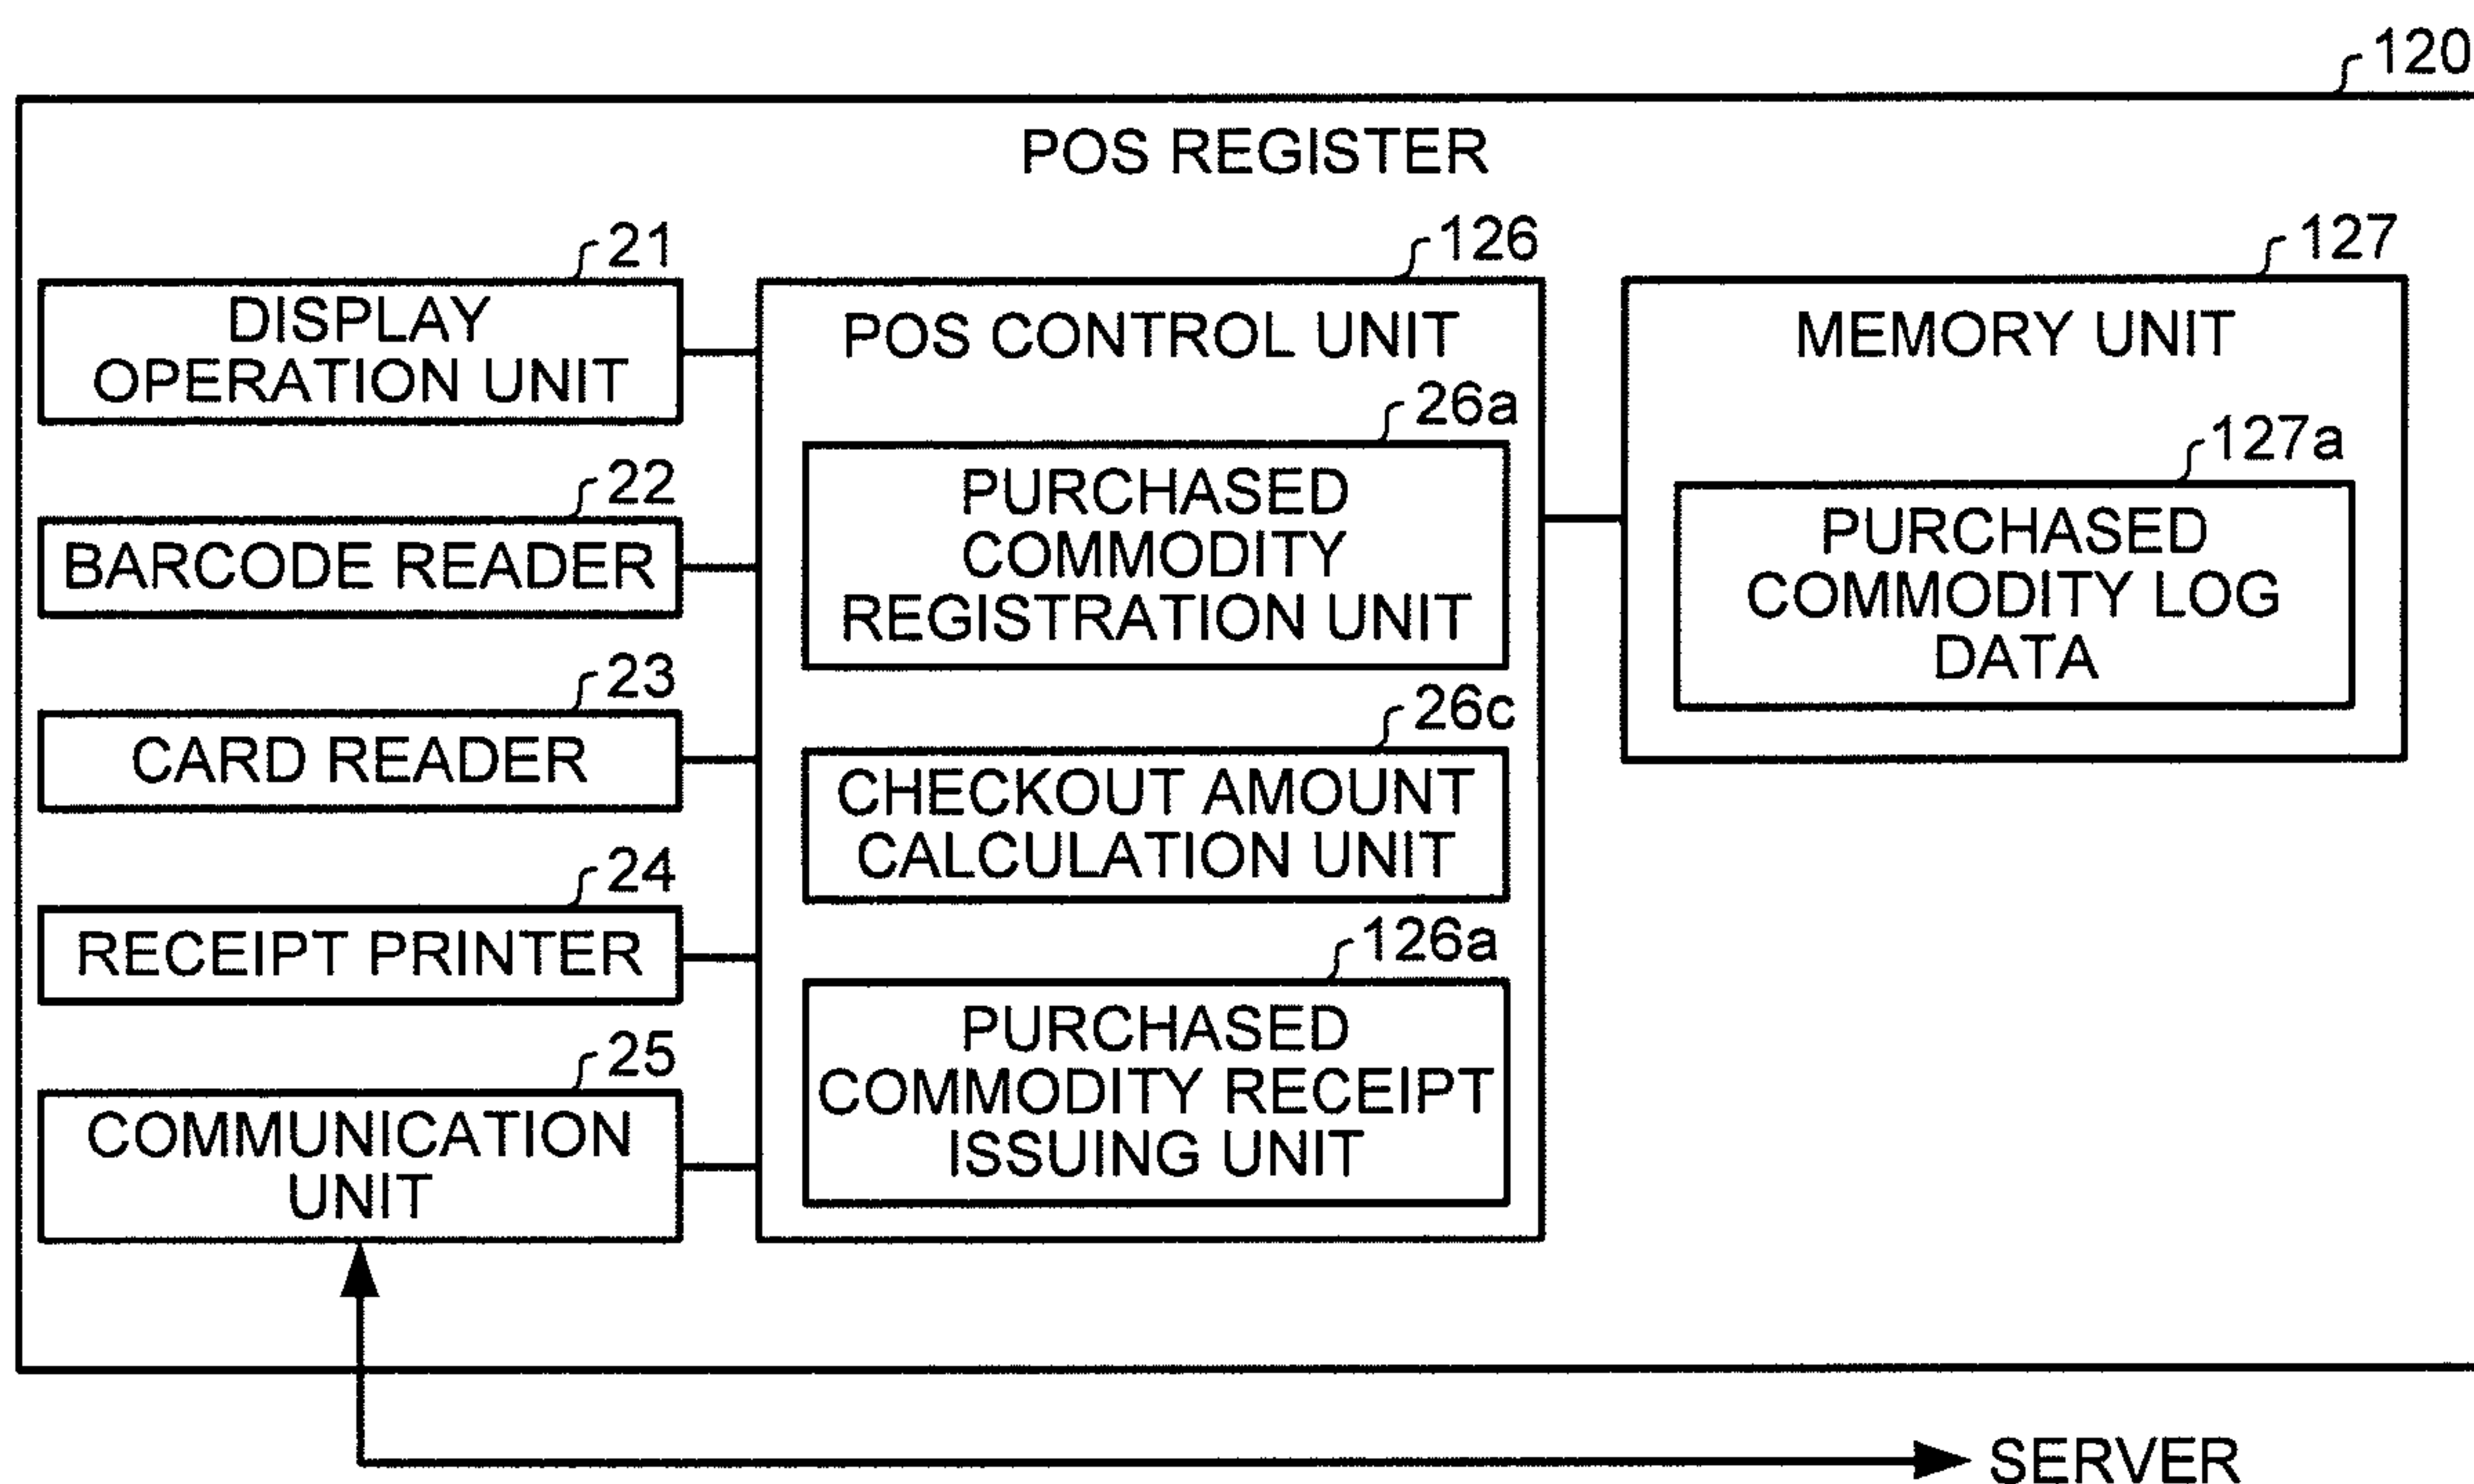 120
POS REGISTER
21
DISPLAY
OPERATION UNIT
22
BARCODE READER
23
CARD READER
24
RECEIPT PRINTER
25
COMMUNICATION
UNIT
126
POS CONTROL UNIT
26a
PURCHASED
COMMODITY
REGISTRATION UNIT
26c
CHECKOUT AMOUNT
CALCULATION UNIT
126a
PURCHASED
COMMODITY RECEIPT
ISSUING UNIT
127
MEMORY UNIT
127a
PURCHASED
COMMODITY LOG
DATA
SERVER